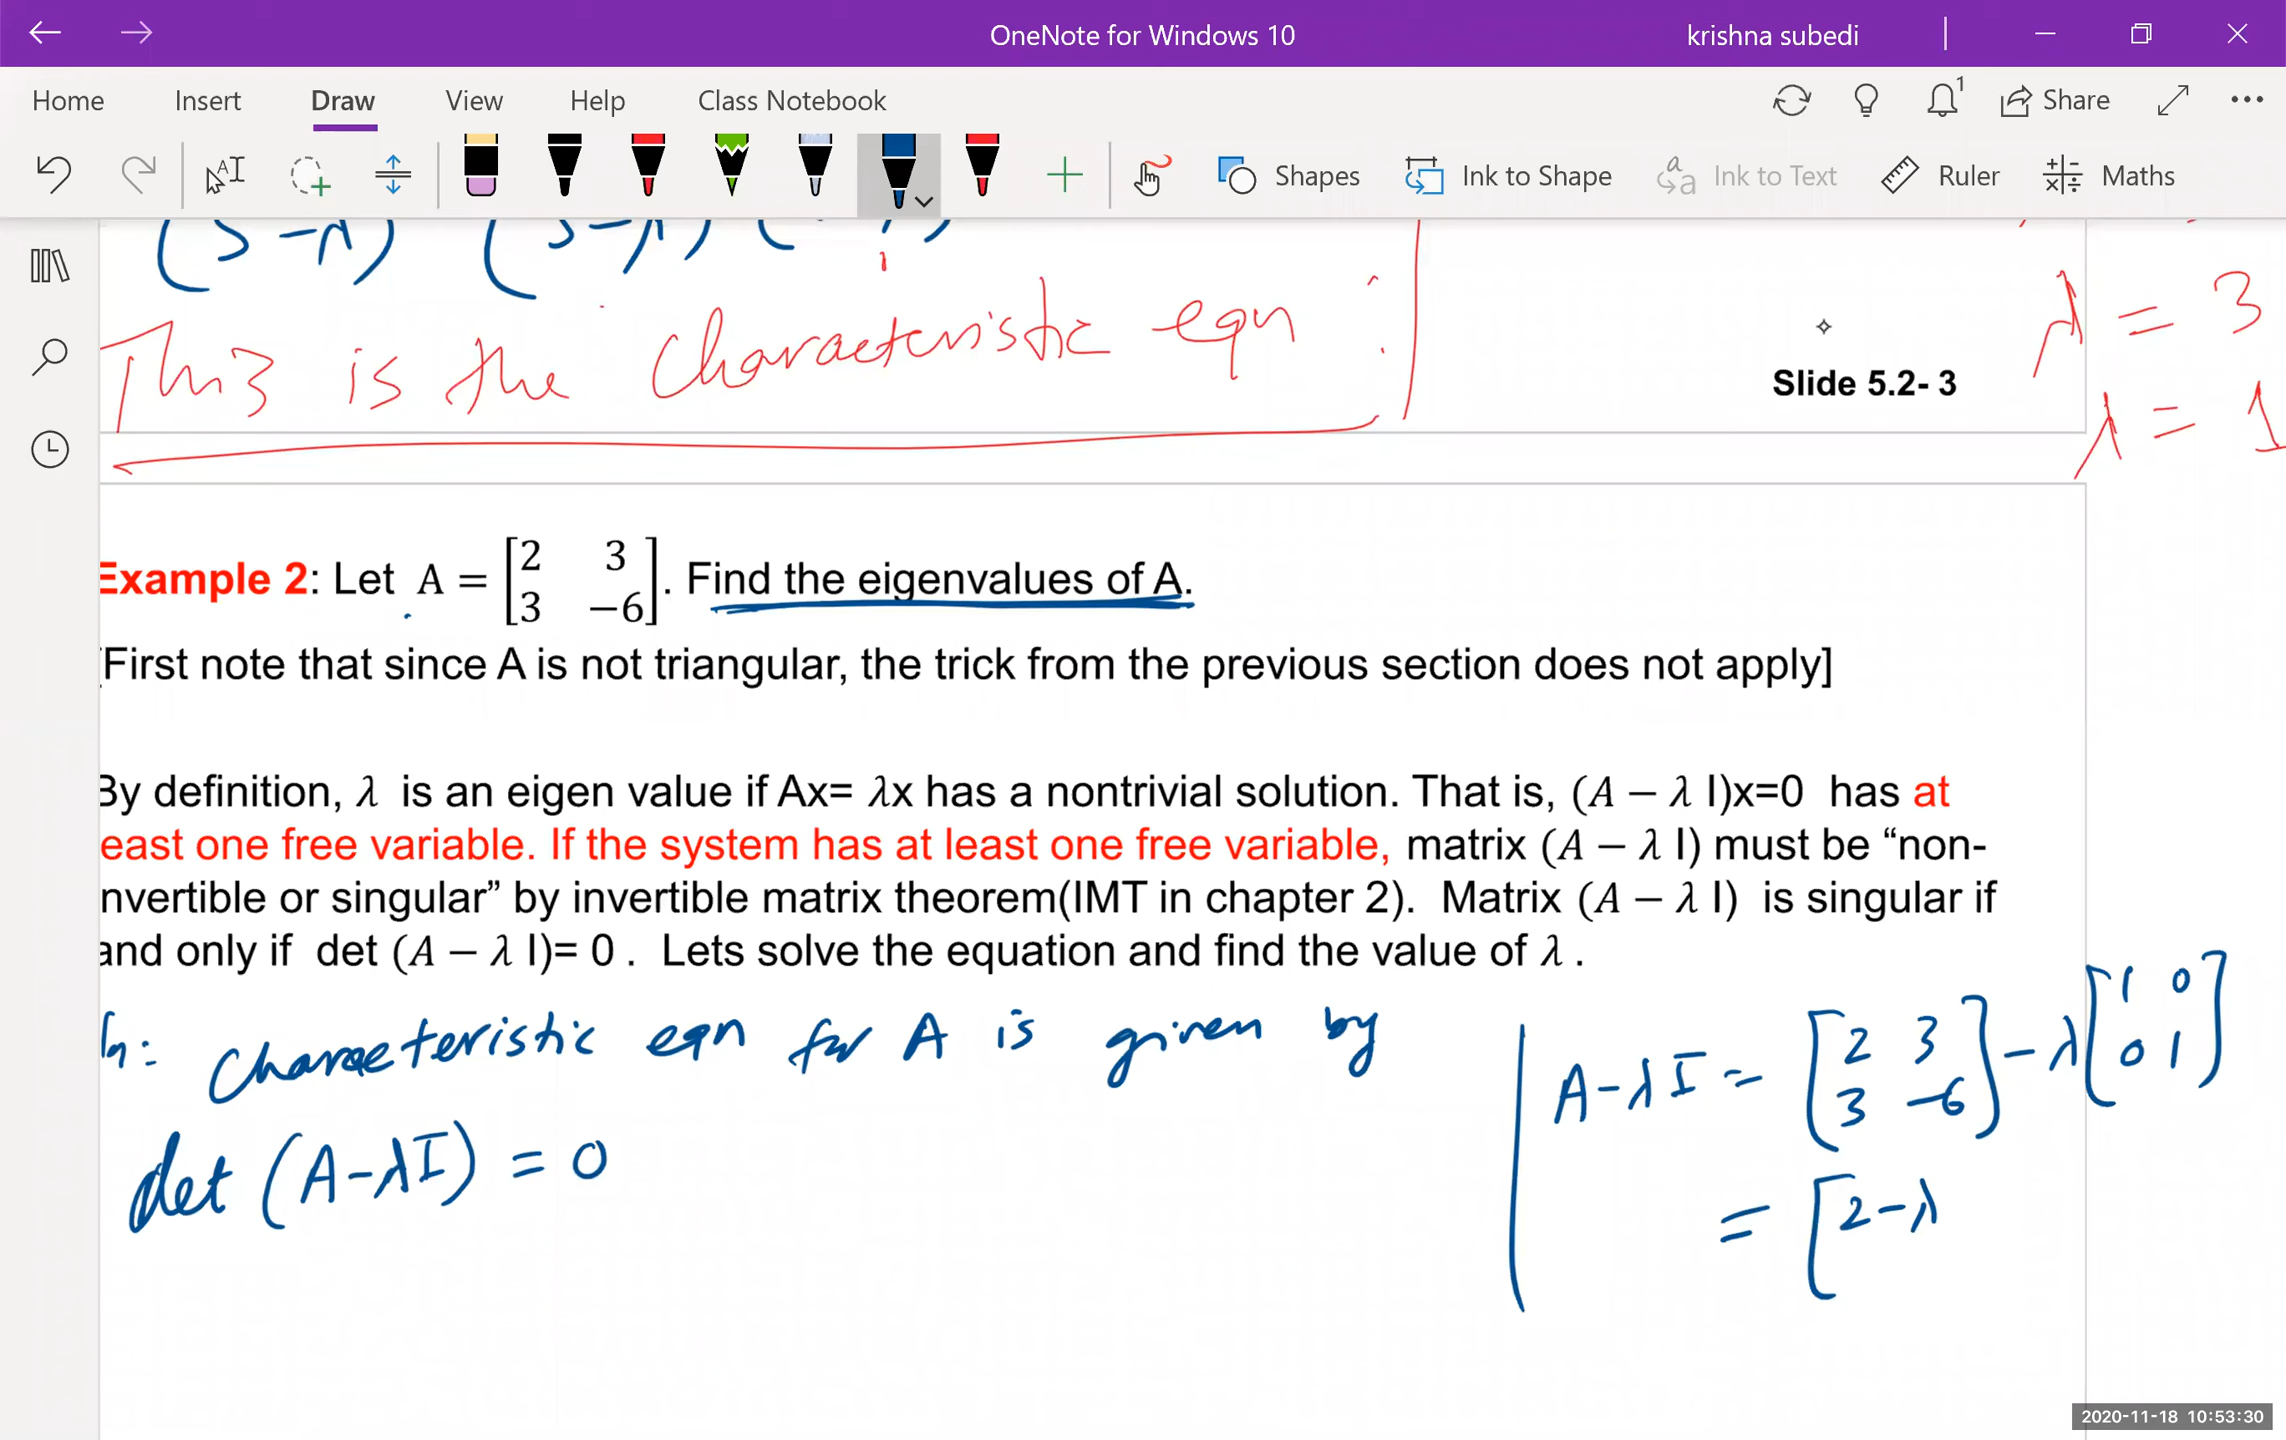 OneNote for Windows 10
krishna subedi
Home Insert Draw View Help Class Notebook
1
Share
Shapes Ink to Shape Ink to Text Ruler Maths
This is the characteristic eqn :
λ = 3
Slide 5.2- 3
λ = 1
Example 2: Let A = [2 3
3 −6]. Find the eigenvalues of A.
[First note that since A is not triangular, the trick from the previous section does not apply]
By definition, λ is an eigen value if Ax= λx has a nontrivial solution. That is, (A − λ I)x=0 has at
east one free variable. If the system has at least one free variable, matrix (A − λ I) must be “non-
nvertible or singular” by invertible matrix theorem(IMT in chapter 2). Matrix (A − λ I) is singular if
and only if det (A − λ I)= 0 . Lets solve the equation and find the value of λ .
characteristic eqn for A is given by
det (A-λI) = 0
A-λI = [2 3
3 -6] - λ [1 0
0 1]
= [2-λ
2020-11-18 10:53:30